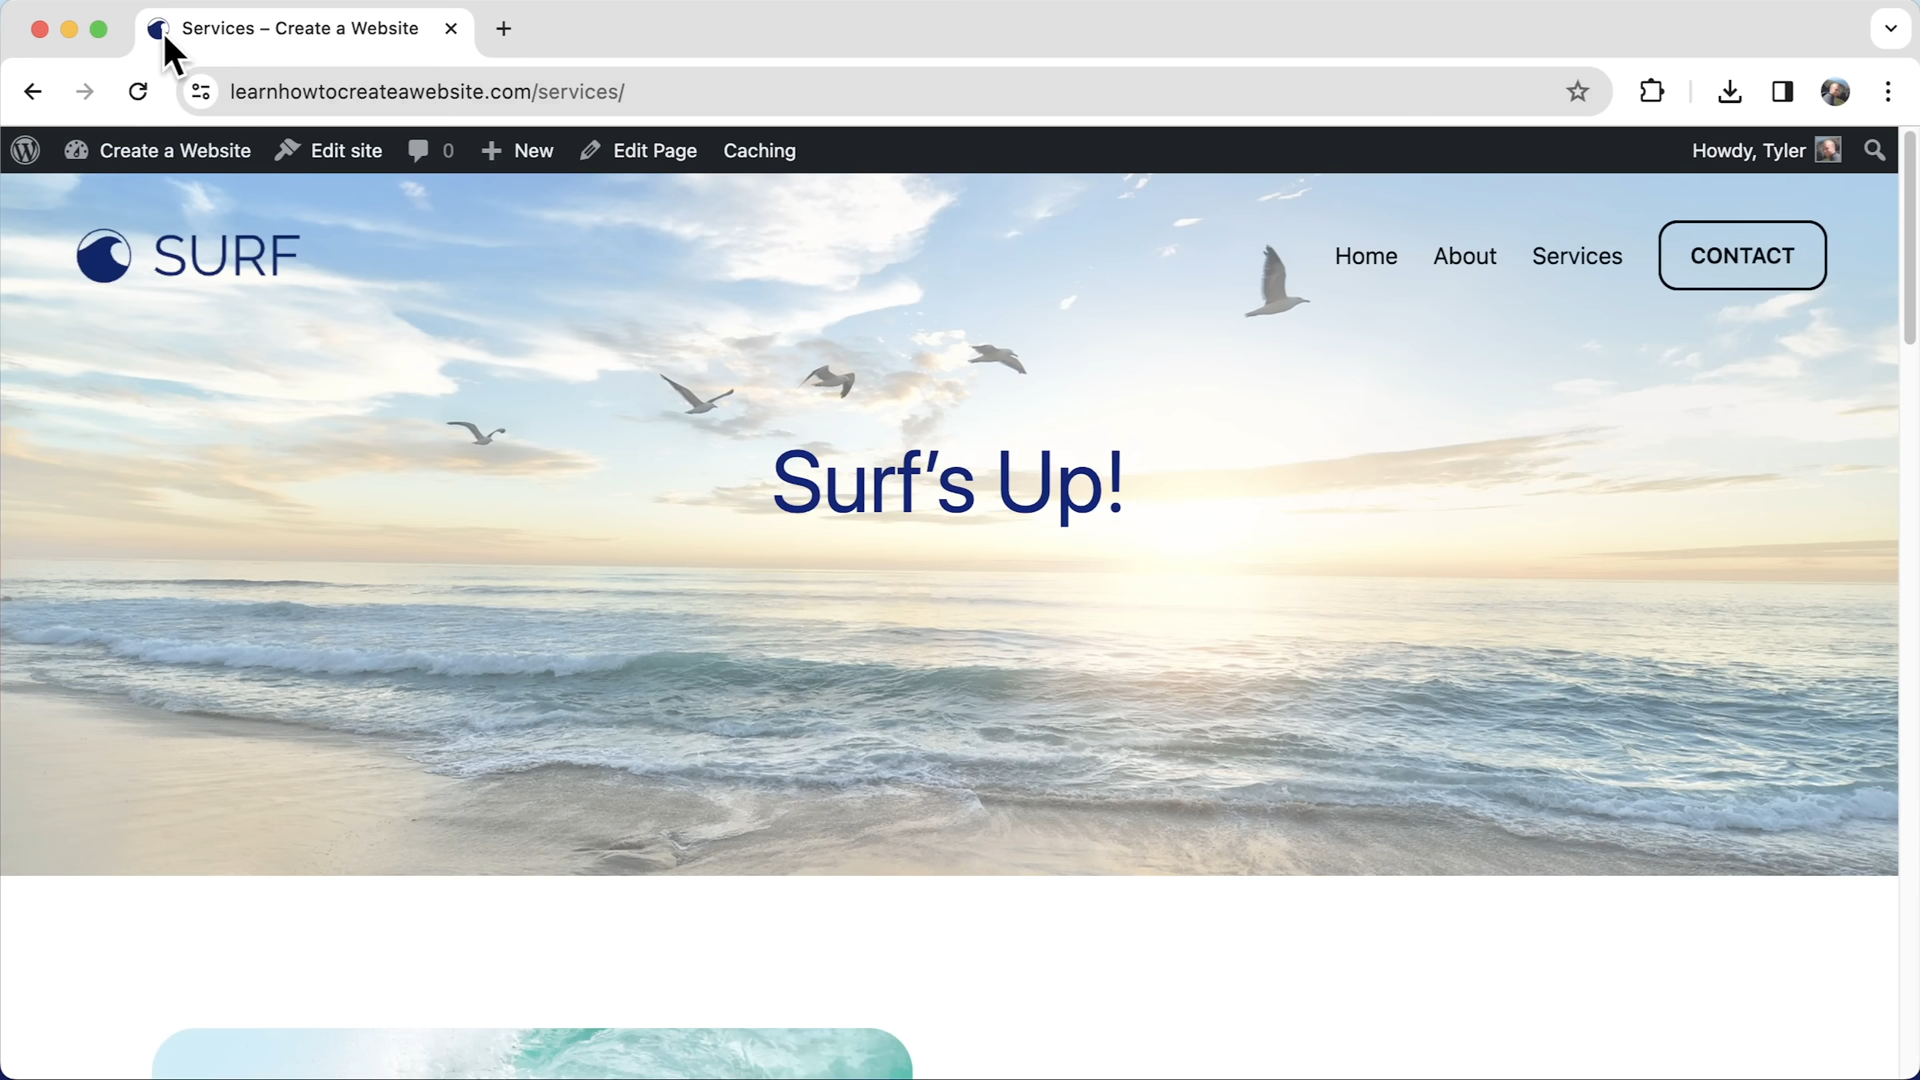 Services – Create a Website
learnhowtocreateawebsite.com/services/
Create a Website Edit site 0 New Edit Page Caching Howdy, Tyler
SURF Home About Services CONTACT
Surf’s Up!